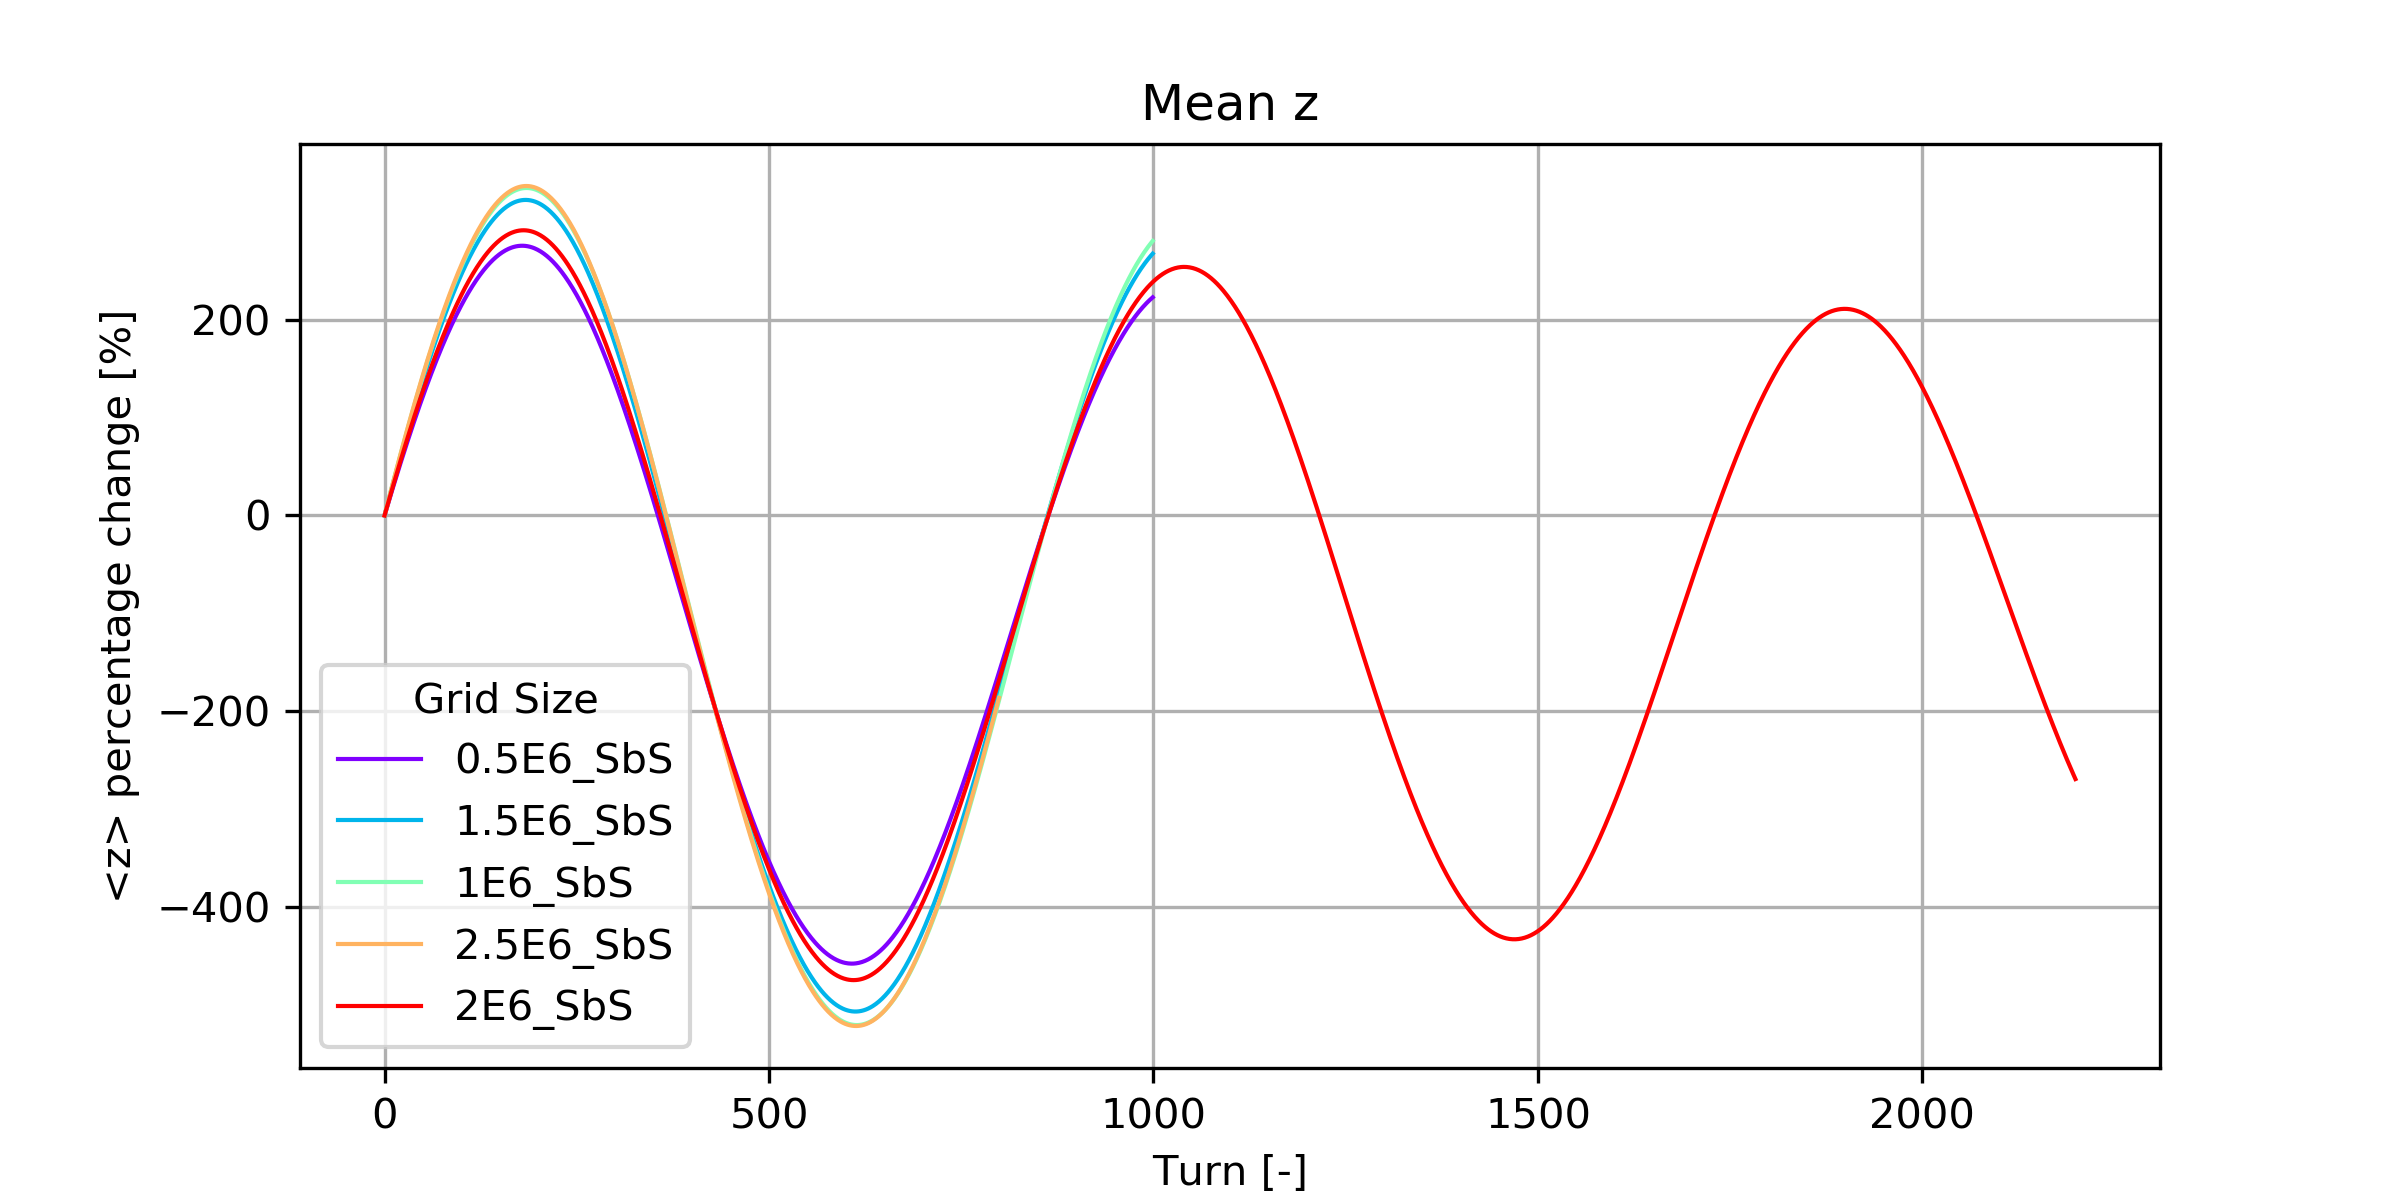 Mean z
<z> percentage change [%]
200
0
−200
−400
Grid Size
0.5E6_SbS
1.5E6_SbS
1E6_SbS
2.5E6_SbS
2E6_SbS
0 500 1000 1500 2000
Turn [-]